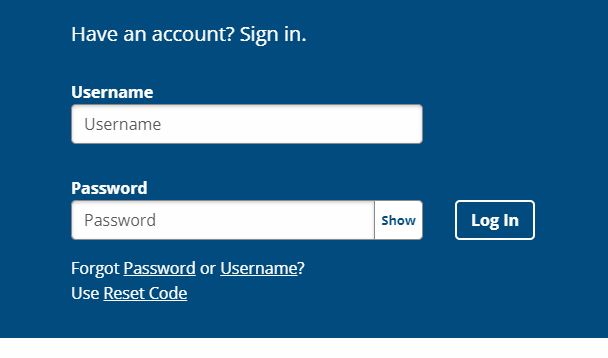 Have an account? Sign in.
Username
Username
Password
Password Show Log In
Forgot Password or Username?
Use Reset Code